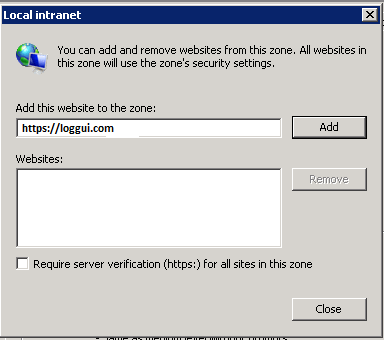 Local intranet
You can add and remove websites from this zone. All websites in
this zone will use the zone's security settings.
Add this website to the zone:
https://loggui.com
Add
Websites:
Remove
Require server verification (https:) for all sites in this zone
Close